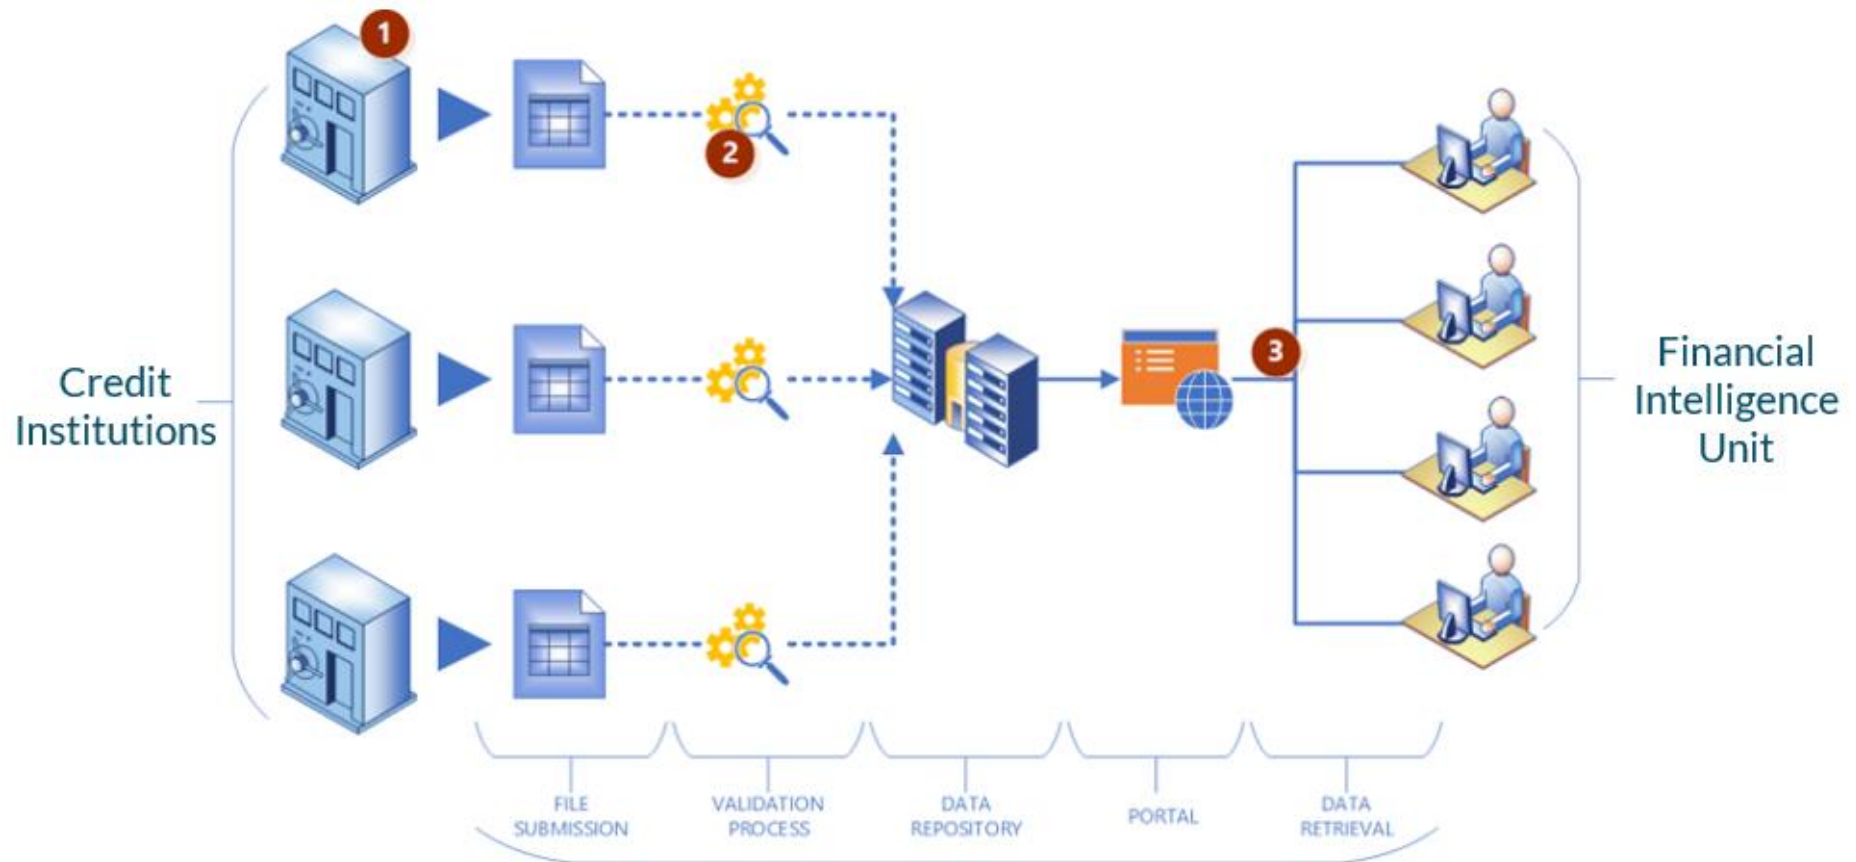 1
2
3
Credit
Institutions
Financial
Intelligence
Unit
FILE
SUBMISSION
VALIDATION
PROCESS
DATA
REPOSITORY
PORTAL
DATA
RETRIEVAL